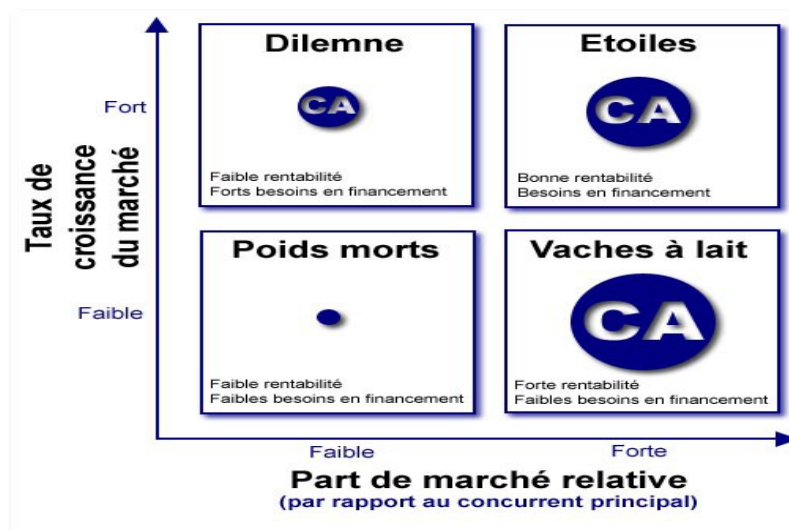 Dilemne
CA
Faible rentabilité
Forts besoins en financement
Etoiles
CA
Bonne rentabilité
Besoins en financement
Poids morts
Faible rentabilité
Faibles besoins en financement
Vaches à lait
CA
Forte rentabilité
Faibles besoins en financement
Taux de
croissance
du marché
Fort
Faible
Faible
Forte
Part de marché relative
(par rapport au concurrent principal)